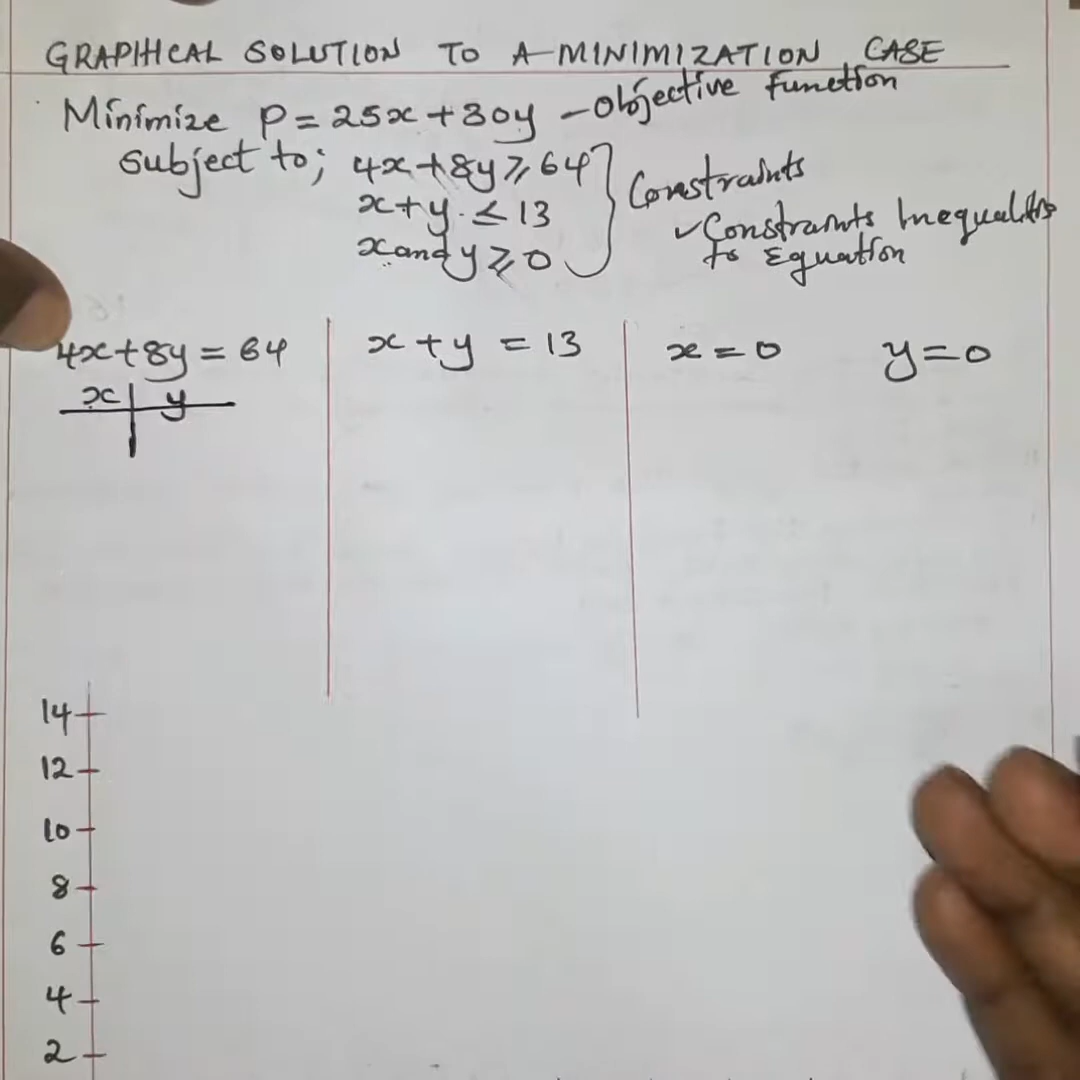 GRAPIHCAL SOLUTION TO A MINIMIZATION CASE
Minimize P = 25x + 30y – Objective Function
Subject to; 4x + 8y ≥ 64 } Constraints
x + y ≤ 13
✓ Constraints Inequalities
x and y ≥ 0
to Equation
4x + 8y = 64
x + y = 13
x = 0
y = 0
x | y
14
12
10
8
6
4
2